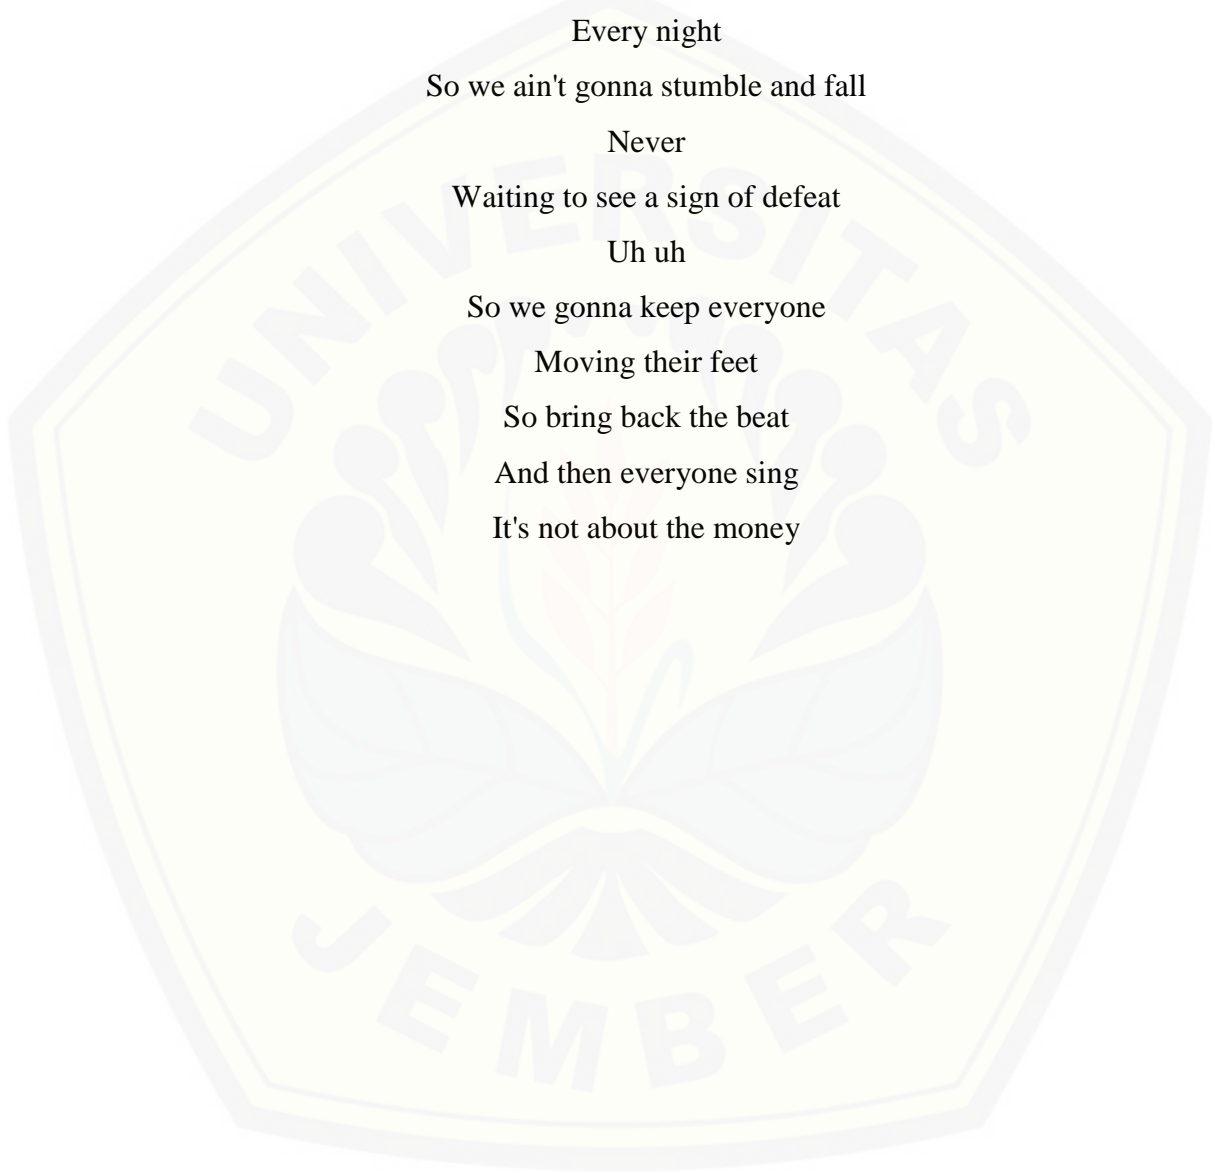 Every night
So we ain't gonna stumble and fall
Never
Waiting to see a sign of defeat
Uh uh
So we gonna keep everyone
Moving their feet
So bring back the beat
And then everyone sing
It's not about the money
UNIVERSITAS
JEMBER